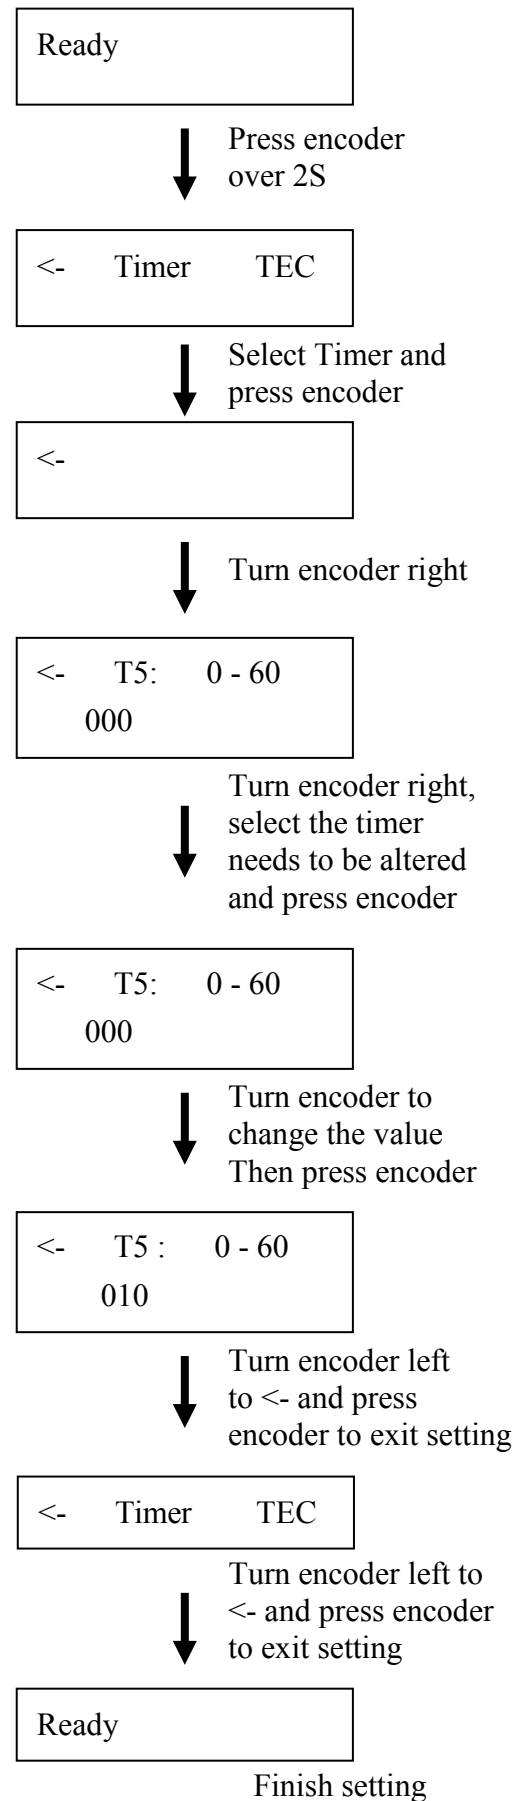 Ready
Press encoder
over 2S
<- Timer TEC
Select Timer and
press encoder
<-
Turn encoder right
<- T5: 0 - 60
000
Turn encoder right,
select the timer
needs to be altered
and press encoder
<- T5: 0 - 60
000
Turn encoder to
change the value
Then press encoder
<- T5 : 0 - 60
010
Turn encoder left
to <- and press
encoder to exit setting
<- Timer TEC
Turn encoder left to
<- and press encoder
to exit setting
Ready
Finish setting